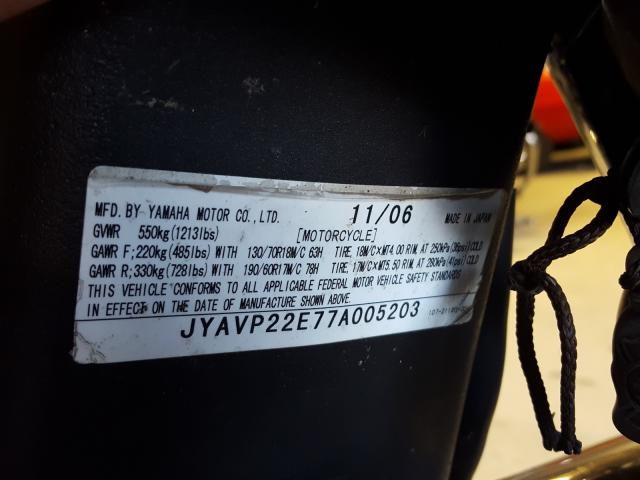 MFD. BY YAMAHA MOTOR CO., LTD. 11/06 MADE IN JAPAN
GVWR 550kg (1213lbs) [MOTORCYCLE]
GAWR F;220kg (485lbs) WITH 130/70R18M/C 63H TIRE, 18M/C×MT4.00 RIM, AT 250kPa (36psi) COLD
GAWR R;330kg (728lbs) WITH 190/60R17M/C 78H TIRE, 17M/C×MT5.50 RIM, AT 280kPa (41psi) COLD
THIS VEHICLE CONFORMS TO ALL APPLICABLE FEDERAL MOTOR VEHICLE SAFETY STANDARDS
IN EFFECT ON THE DATE OF MANUFACTURE SHOWN ABOVE.
JYAVP22E77A005203